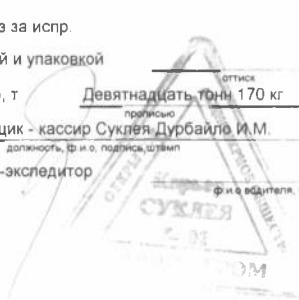 з за испр.
й и упаковкой
оттиск
, т Девятнадцать тонн 170 кг
прописью
щик - кассир Суклея Дурбайло И.М.
должность, ф.и.о, подпись, штамп
-экспедитор
ф.и.о водителя,
СУКЛЕЯ